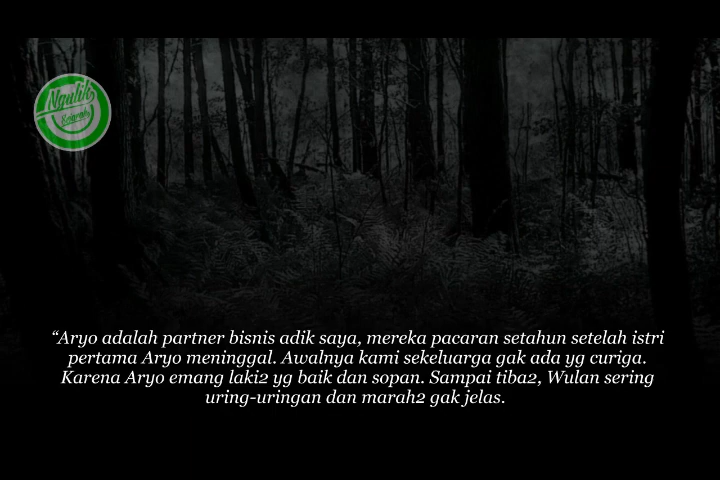 Ngulik
Sejarah
“Aryo adalah partner bisnis adik saya, mereka pacaran setahun setelah istri
pertama Aryo meninggal. Awalnya kami sekeluarga gak ada yg curiga.
Karena Aryo emang laki2 yg baik dan sopan. Sampai tiba2, Wulan sering
uring-uringan dan marah2 gak jelas.